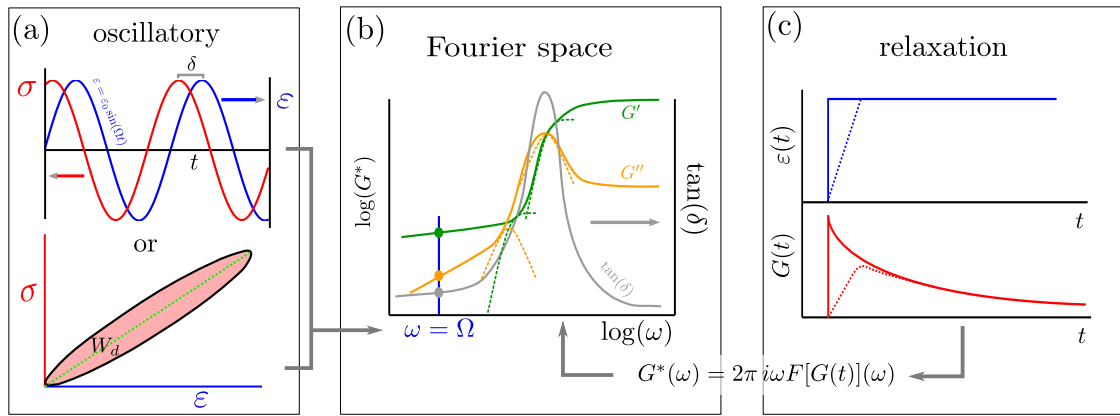 (a)
oscillatory
δ
σ
ε
ε = ε₀ sin(Ωt)
t
or
σ
W_d
ε
(b)
Fourier space
G′
G″
log(G*)
tan(δ)
tan(δ)
ω = Ω
log(ω)
(c)
relaxation
ε(t)
t
G(t)
t
G*(ω) = 2π iωF[G(t)](ω)